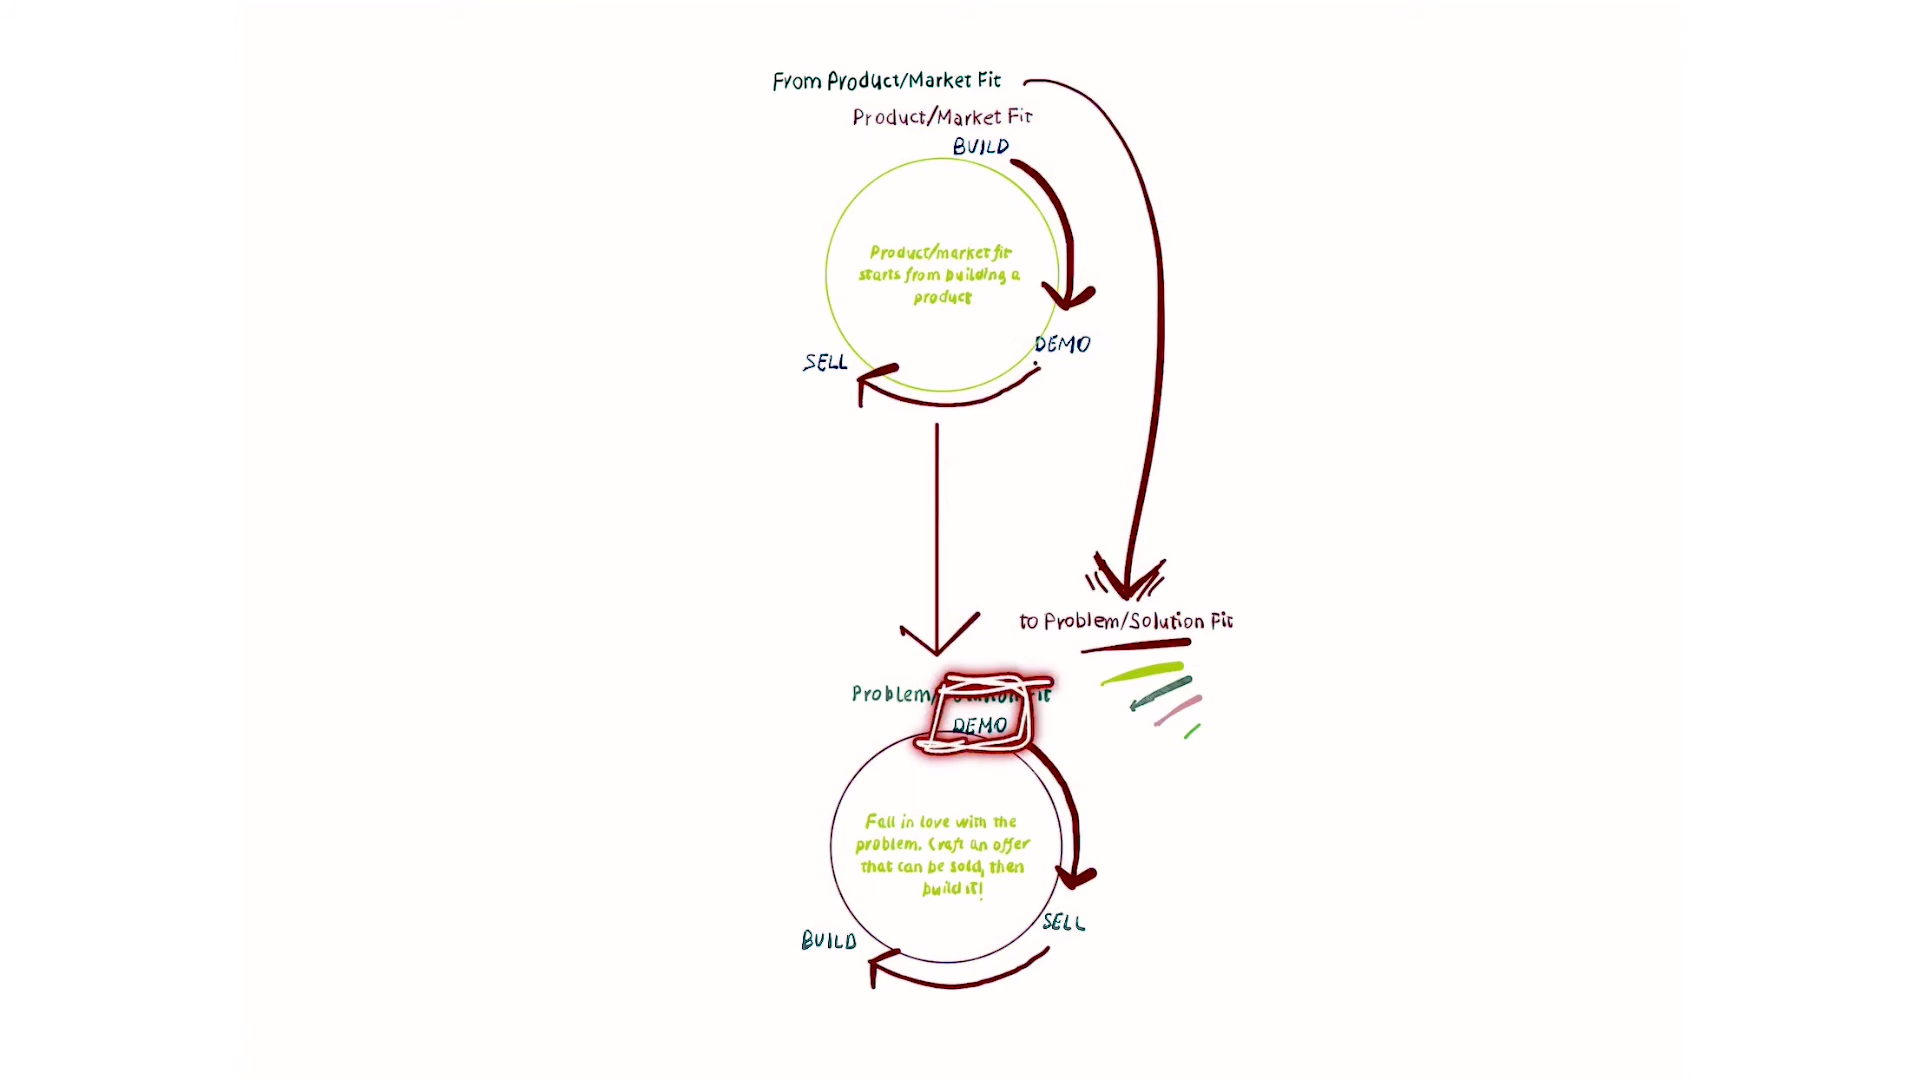 From Product/Market Fit
Product/Market Fit
BUILD
Product/market fit
starts from building a
product
DEMO
SELL
to Problem/Solution Fit
Problem/Solution Fit
DEMO
Fall in love with the
problem. Craft an offer
that can be sold, then
build it!
SELL
BUILD